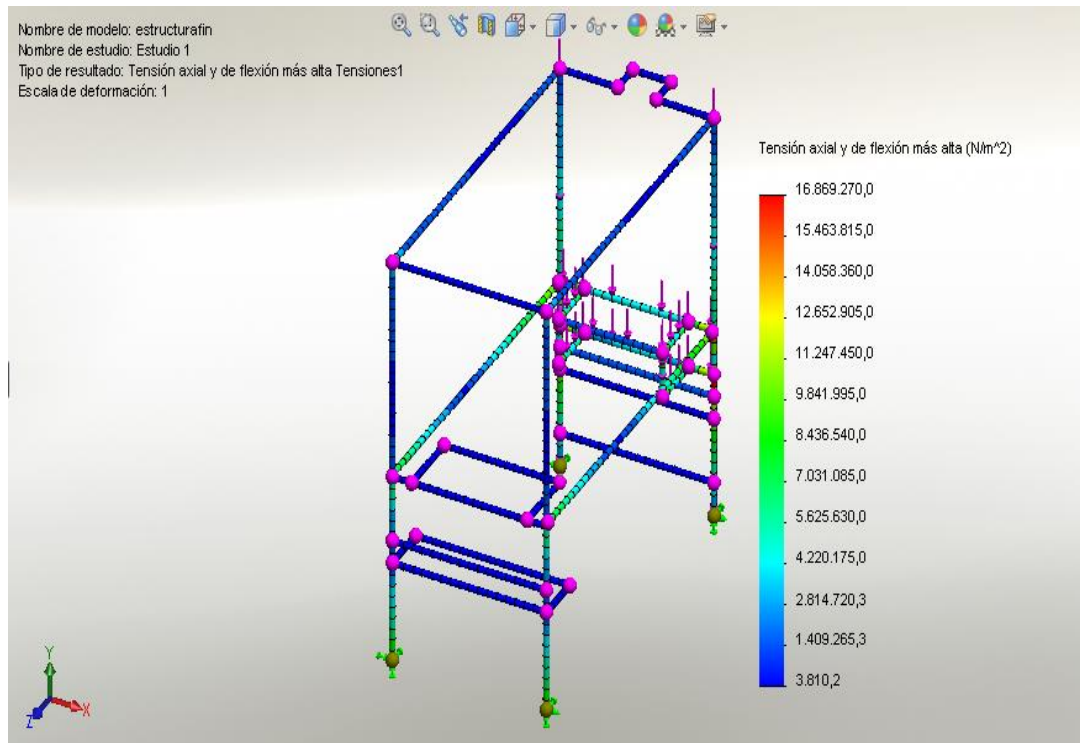 Nombre de modelo: estructurafin
Nombre de estudio: Estudio 1
Tipo de resultado: Tensión axial y de flexión más alta Tensiones1
Escala de deformación: 1
Tensión axial y de flexión más alta (N/m^2)
16.869.270,0
15.463.815,0
14.058.360,0
12.652.905,0
11.247.450,0
9.841.995,0
8.436.540,0
7.031.085,0
5.625.630,0
4.220.175,0
2.814.720,3
1.409.265,3
3.810,2
Y
X
Z